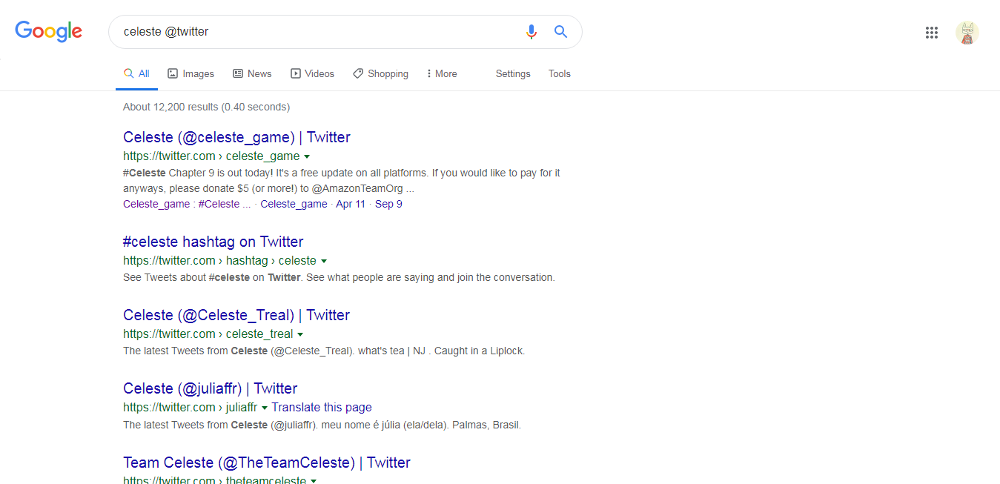 Google
celeste @twitter
All Images News Videos Shopping More Settings Tools
About 12,200 results (0.40 seconds)
Celeste (@celeste_game) | Twitter
https://twitter.com › celeste_game
#Celeste Chapter 9 is out today! It's a free update on all platforms. If you would like to pay for it
anyways, please donate $5 (or more!) to @AmazonTeamOrg ...
Celeste_game : #Celeste ... · Celeste_game · Apr 11 · Sep 9
#celeste hashtag on Twitter
https://twitter.com › hashtag › celeste
See Tweets about #celeste on Twitter. See what people are saying and join the conversation.
Celeste (@Celeste_Treal) | Twitter
https://twitter.com › celeste_treal
The latest Tweets from Celeste (@Celeste_Treal). what's tea | NJ . Caught in a Liplock.
Celeste (@juliaffr) | Twitter
https://twitter.com › juliaffr Translate this page
The latest Tweets from Celeste (@juliaffr). meu nome é júlia (ela/dela). Palmas, Brasil.
Team Celeste (@TheTeamCeleste) | Twitter
https://twitter.com › theteamceleste